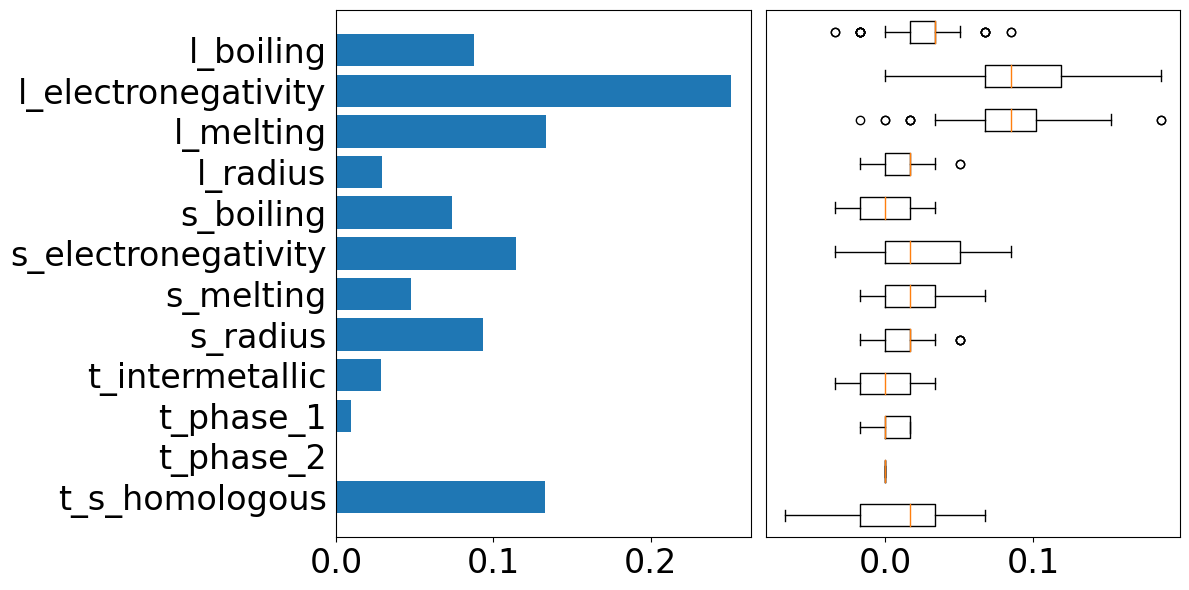 l_boiling
l_electronegativity
l_melting
l_radius
s_boiling
s_electronegativity
s_melting
s_radius
t_intermetallic
t_phase_1
t_phase_2
t_s_homologous
0.0 0.1 0.2 0.0 0.1